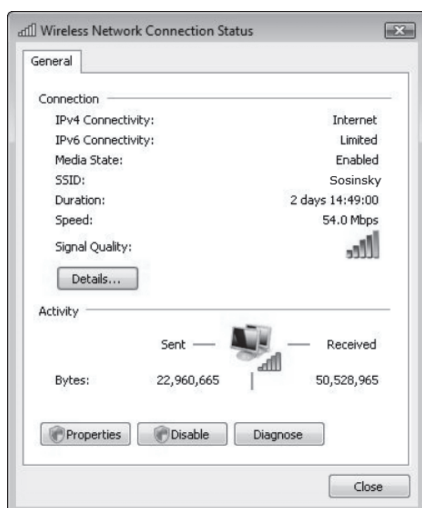 Wireless Network Connection Status
General
Connection
IPv4 Connectivity: Internet
IPv6 Connectivity: Limited
Media State: Enabled
SSID: Sosinsky
Duration: 2 days 14:49:00
Speed: 54.0 Mbps
Signal Quality:
Details...
Activity
Sent — — Received
Bytes: 22,960,665 50,528,965
Properties Disable Diagnose
Close